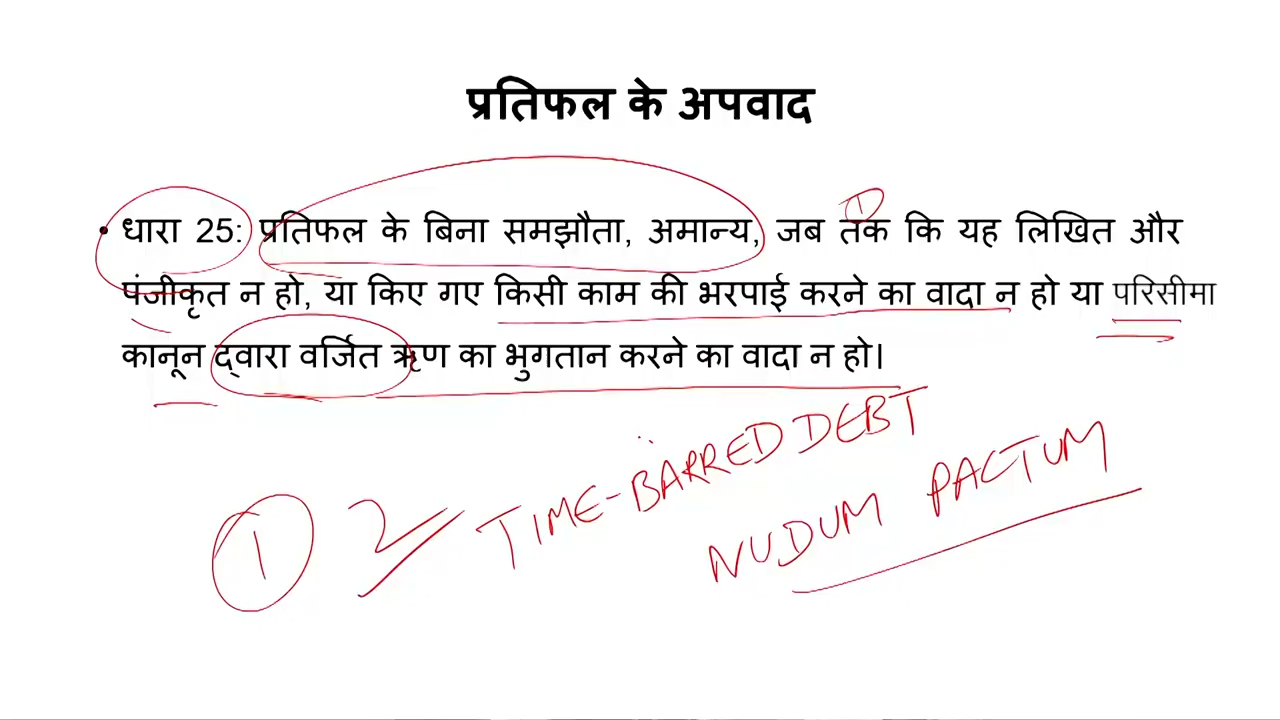 प्रतिफल के अपवाद
• धारा 25: प्रतिफल के बिना समझौता, अमान्य, जब तक कि यह लिखित और
पंजीकृत न हो, या किए गए किसी काम की भरपाई करने का वादा न हो या परिसीमा
कानून द्वारा वर्जित ऋण का भुगतान करने का वादा न हो।
1
1 2 TIME-BARRED DEBT
NUDUM PACTUM